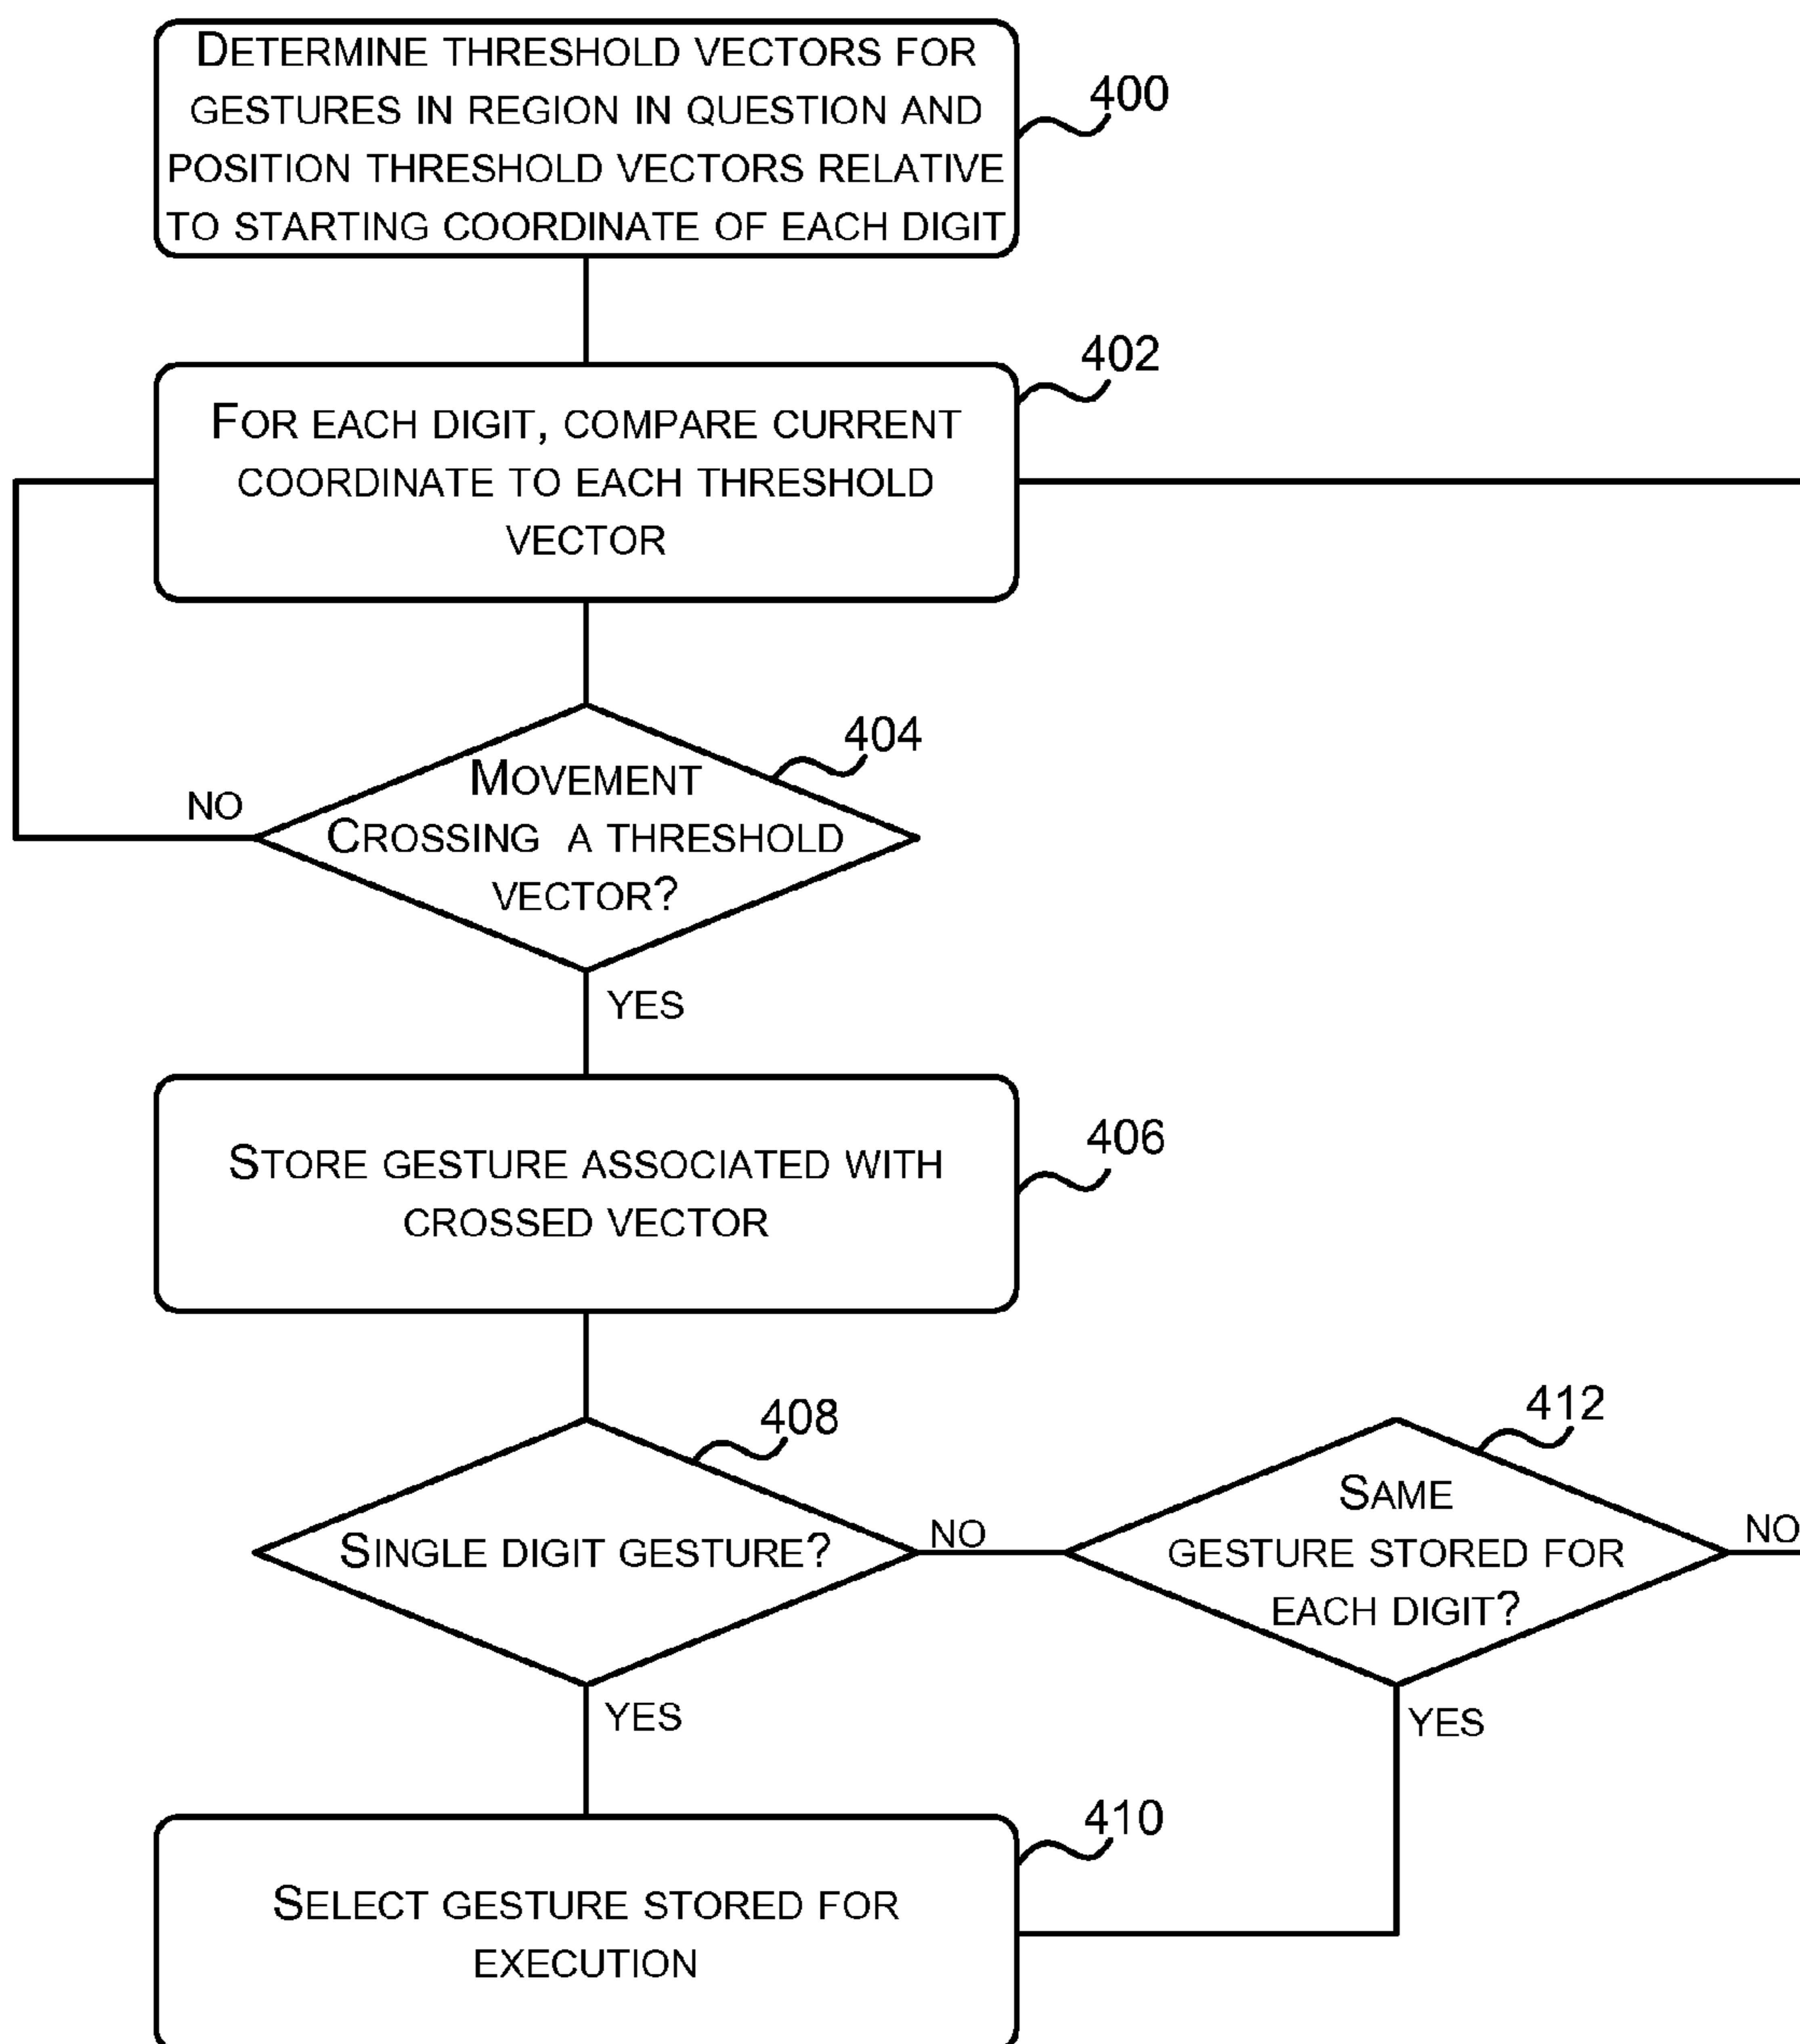 DETERMINE THRESHOLD VECTORS FOR
GESTURES IN REGION IN QUESTION AND
POSITION THRESHOLD VECTORS RELATIVE
TO STARTING COORDINATE OF EACH DIGIT
400
402
FOR EACH DIGIT, COMPARE CURRENT
COORDINATE TO EACH THRESHOLD
VECTOR
404
MOVEMENT
CROSSING A THRESHOLD
VECTOR?
NO
YES
406
STORE GESTURE ASSOCIATED WITH
CROSSED VECTOR
408
SINGLE DIGIT GESTURE?
NO
412
SAME
GESTURE STORED FOR
EACH DIGIT?
NO
YES
YES
410
SELECT GESTURE STORED FOR
EXECUTION